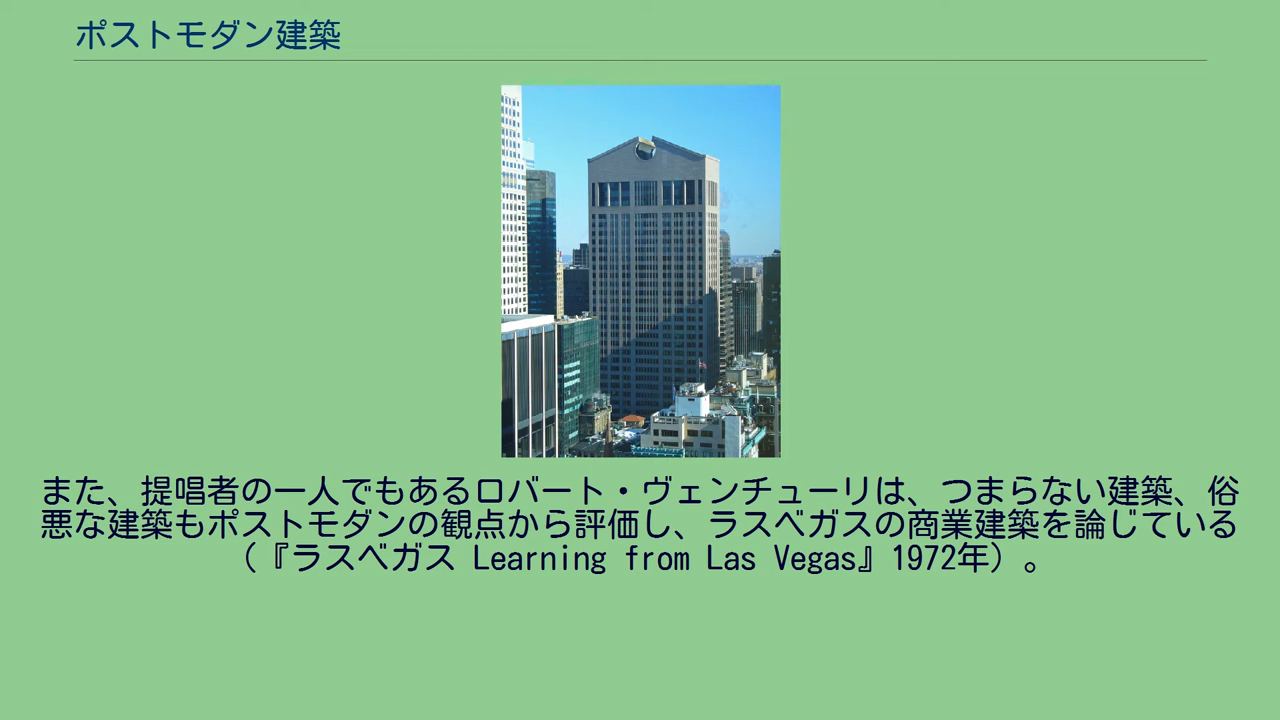 ポストモダン建築
また、提唱者の一人でもあるロバート・ヴェンチューリは、つまらない建築、俗
悪な建築もポストモダンの観点から評価し、ラスベガスの商業建築を論じている
（『ラスベガス Learning from Las Vegas』1972年）。